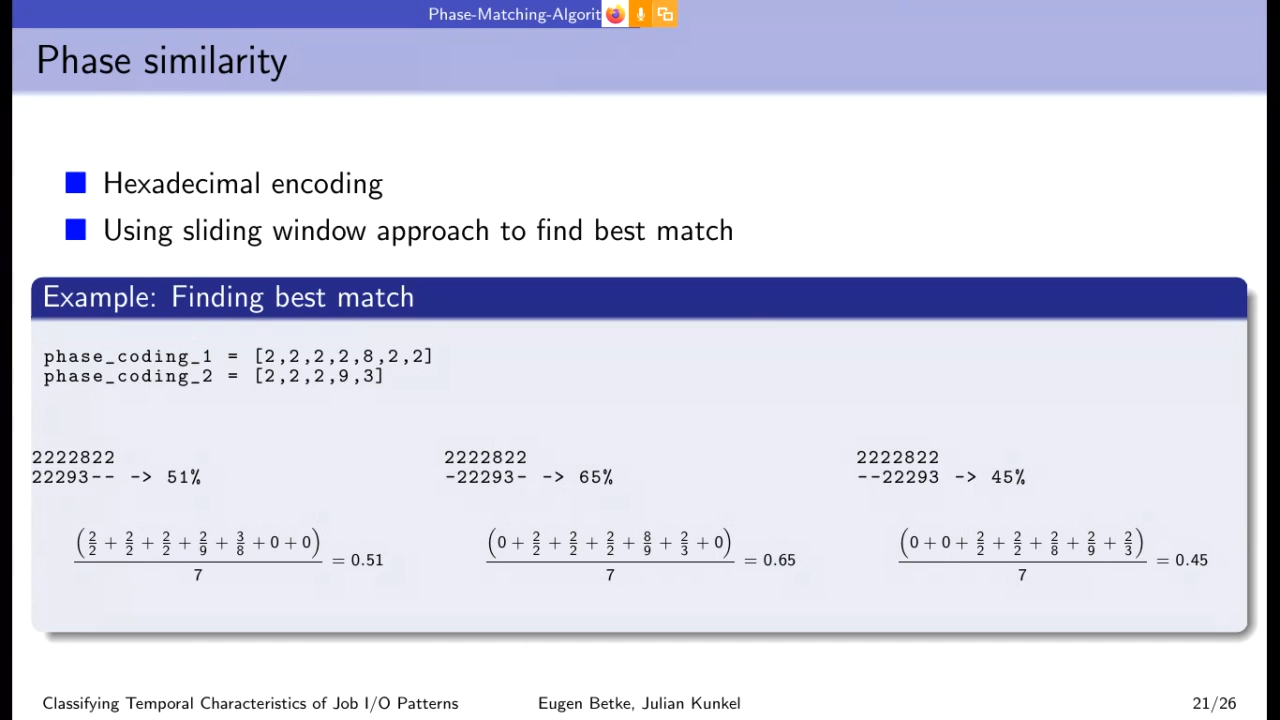 Phase-Matching-Algorit
Phase similarity
Hexadecimal encoding
Using sliding window approach to find best match
Example: Finding best match
phase_coding_1 = [2,2,2,2,8,2,2]
phase_coding_2 = [2,2,2,9,3]
2222822
22293-- -> 51%
(2/2 + 2/2 + 2/2 + 2/9 + 3/8 + 0 + 0) / 7 = 0.51
2222822
-22293- -> 65%
(0 + 2/2 + 2/2 + 2/2 + 8/9 + 2/3 + 0) / 7 = 0.65
2222822
--22293 -> 45%
(0 + 0 + 2/2 + 2/2 + 2/8 + 2/9 + 2/3) / 7 = 0.45
Classifying Temporal Characteristics of Job I/O Patterns Eugen Betke, Julian Kunkel 21/26